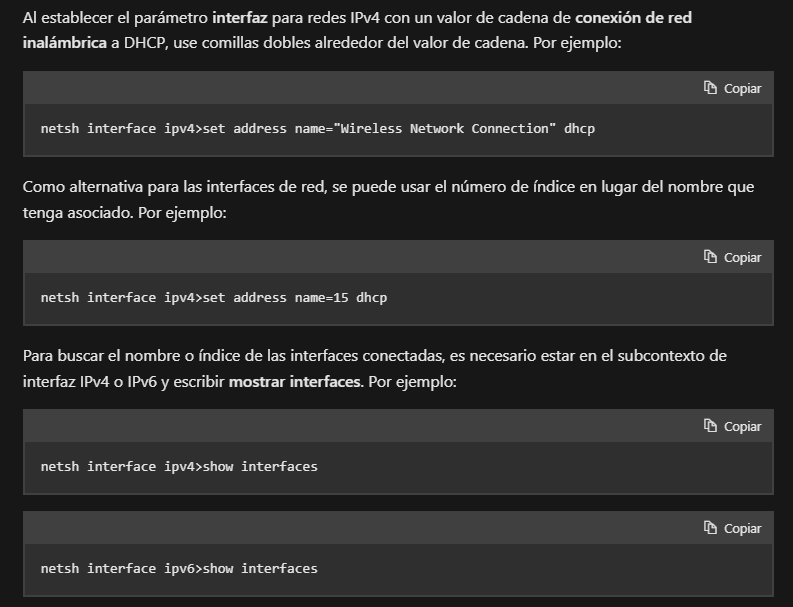 Al establecer el parámetro interfaz para redes IPv4 con un valor de cadena de conexión de red
inalámbrica a DHCP, use comillas dobles alrededor del valor de cadena. Por ejemplo:
Copiar
netsh interface ipv4>set address name="Wireless Network Connection" dhcp
Como alternativa para las interfaces de red, se puede usar el número de índice en lugar del nombre que
tenga asociado. Por ejemplo:
Copiar
netsh interface ipv4>set address name=15 dhcp
Para buscar el nombre o índice de las interfaces conectadas, es necesario estar en el subcontexto de
interfaz IPv4 o IPv6 y escribir mostrar interfaces. Por ejemplo:
Copiar
netsh interface ipv4>show interfaces
Copiar
netsh interface ipv6>show interfaces